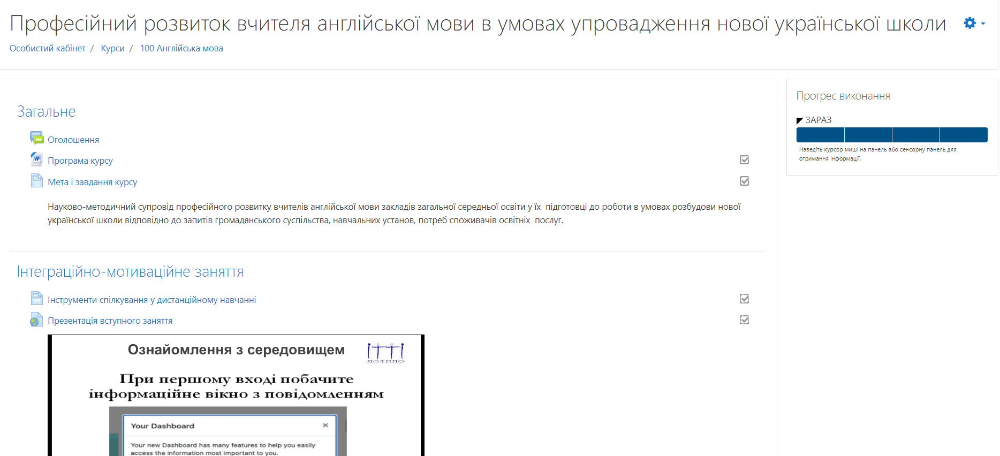 Професійний розвиток вчителя англійської мови в умовах упровадження нової української школи
Особистий кабінет / Курси / 100 Англійська мова
Загальне
Оголошення
Програма курсу
Мета і завдання курсу
Науково-методичний супровід професійного розвитку вчителів англійської мови закладів загальної середньої освіти у їх підготовці до роботи в умовах розбудови нової
української школи відповідно до запитів громадянського суспільства, навчальних установ, потреб споживачів освітніх послуг.
Інтеграційно-мотиваційне заняття
Інструменти спілкування у дистанційному навчанні
Презентація вступного заняття
Ознайомлення з середовищем
ІТТІ
ЛОІППО
При першому вході побачите
інформаційне вікно з повідомленням
Your Dashboard ×
Your new Dashboard has many features to help you easily
access the information most important to you.
Прогрес виконання
ЗАРАЗ
Наведіть курсор миші на панель або сенсорну панель для
отримання інформації.